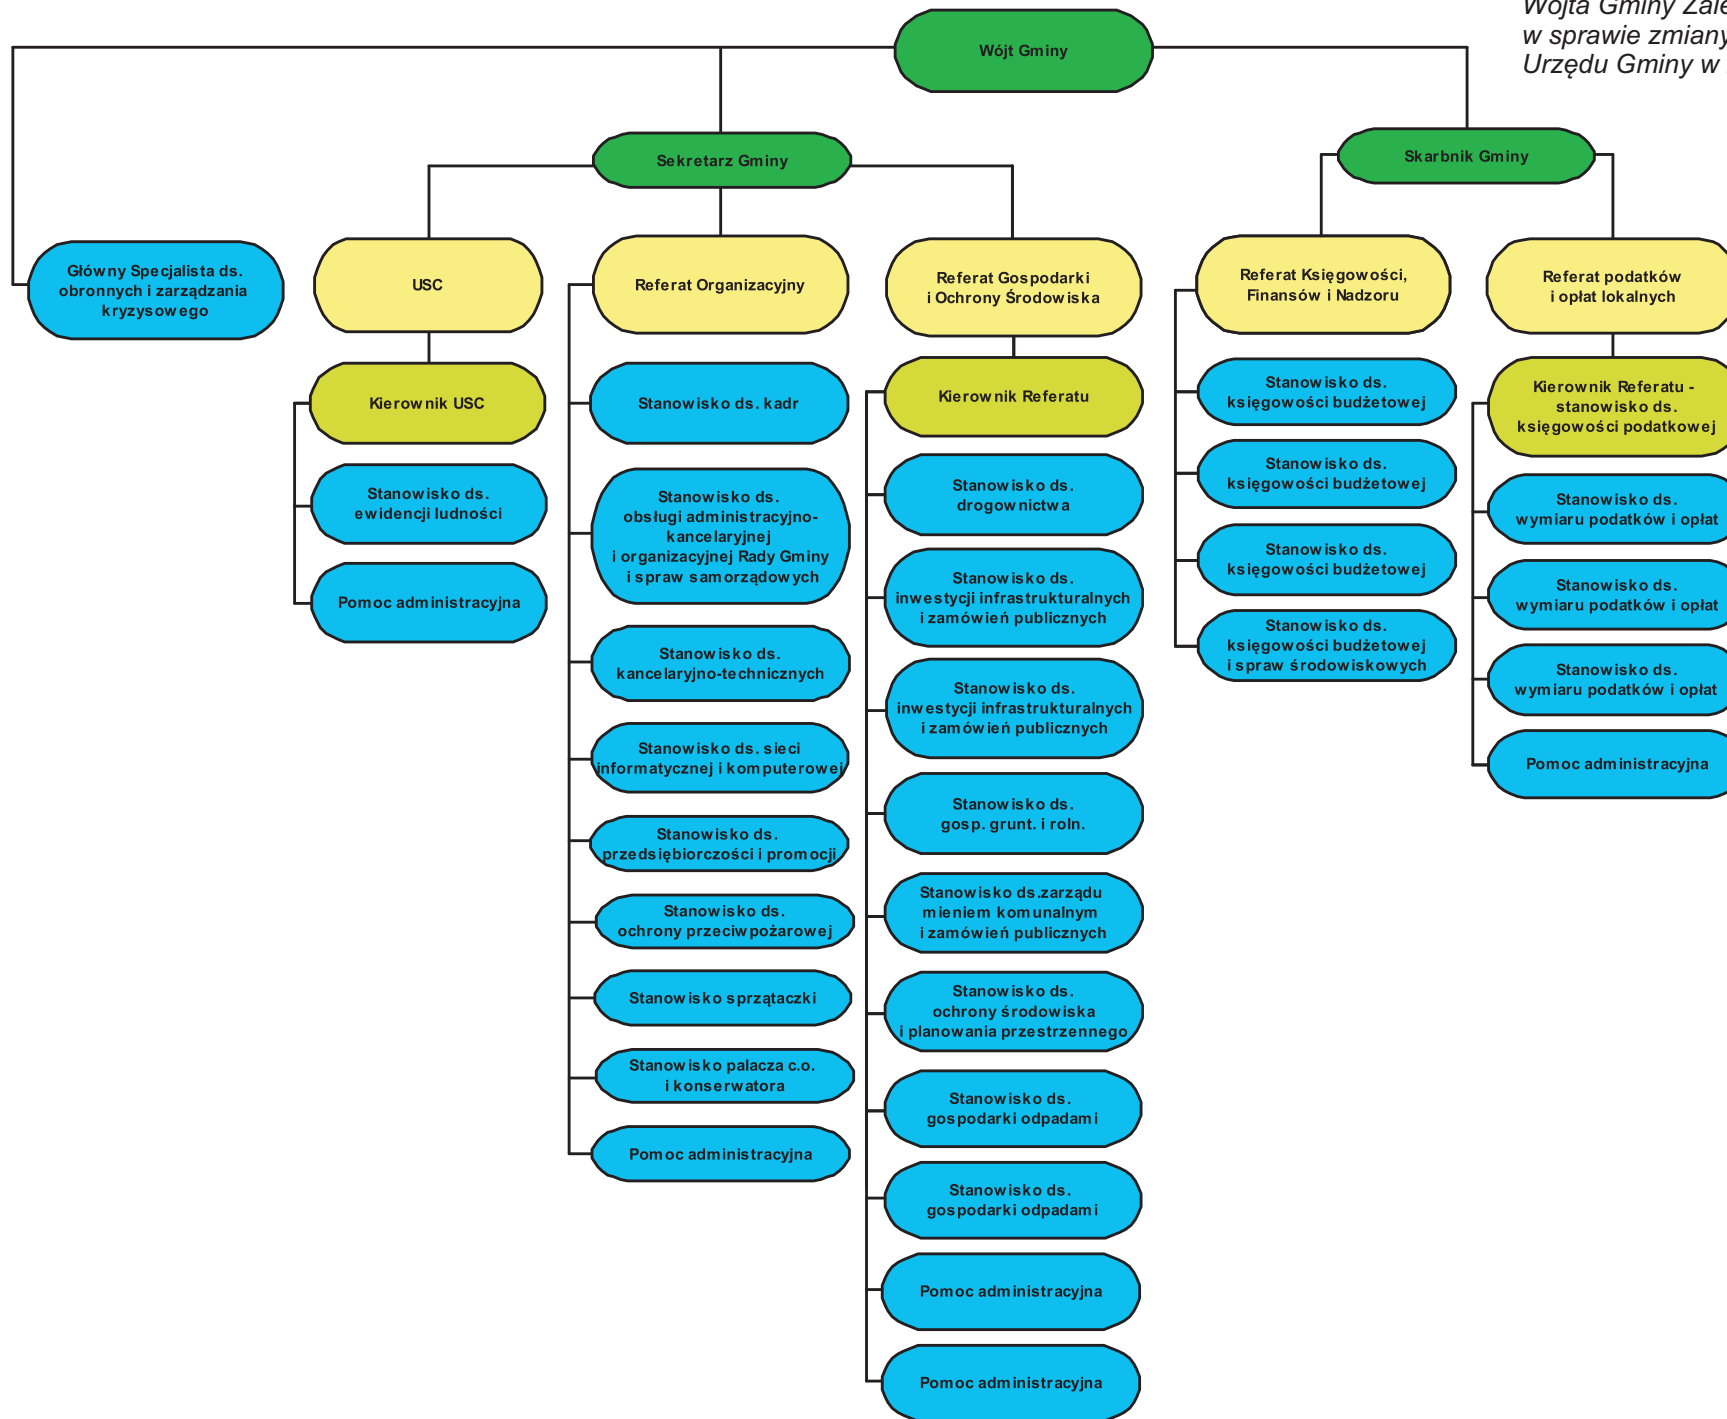 Wójta Gminy
w sprawie zmiany
Urzędu Gminy w
Wójt Gminy
Sekretarz Gminy
Skarbnik Gminy
Główny Specjalista ds.
obronnych i zarządzania
kryzysowego
USC
Referat Organizacyjny
Referat Gospodarki
i Ochrony Środowiska
Referat Księgowości,
Finansów i Nadzoru
Referat podatków
i opłat lokalnych
Kierownik USC
Stanowisko ds.
ewidencji ludności
Pomoc administracyjna
Stanowisko ds. kadr
Stanowisko ds.
obsługi administracyjno-
kancelaryjnej
i organizacyjnej Rady Gminy
i spraw samorządowych
Stanowisko ds.
kancelaryjno-technicznych
Stanowisko ds. sieci
informatycznej i komputerowej
Stanowisko ds.
przedsiębiorczości i promocji
Stanowisko ds.
ochrony przeciwpożarowej
Stanowisko sprzątaczki
Stanowisko palacza c.o.
i konserwatora
Pomoc administracyjna
Kierownik Referatu
Stanowisko ds.
drogownictwa
Stanowisko ds.
inwestycji infrastrukturalnych
i zamówień publicznych
Stanowisko ds.
inwestycji infrastrukturalnych
i zamówień publicznych
Stanowisko ds.
gosp. grunt. i roln.
Stanowisko ds.zarządu
mieniem komunalnym
i zamówień publicznych
Stanowisko ds.
ochrony środowiska
i planowania przestrzennego
Stanowisko ds.
gospodarki odpadami
Stanowisko ds.
gospodarki odpadami
Pomoc administracyjna
Pomoc administracyjna
Stanowisko ds.
księgowości budżetowej
Stanowisko ds.
księgowości budżetowej
Stanowisko ds.
księgowości budżetowej
Stanowisko ds.
księgowości budżetowej
i spraw środowiskowych
Kierownik Referatu -
stanowisko ds.
księgowości podatkowej
Stanowisko ds.
wymiaru podatków i opłat
Stanowisko ds.
wymiaru podatków i opłat
Stanowisko ds.
wymiaru podatków i opłat
Pomoc administracyjna